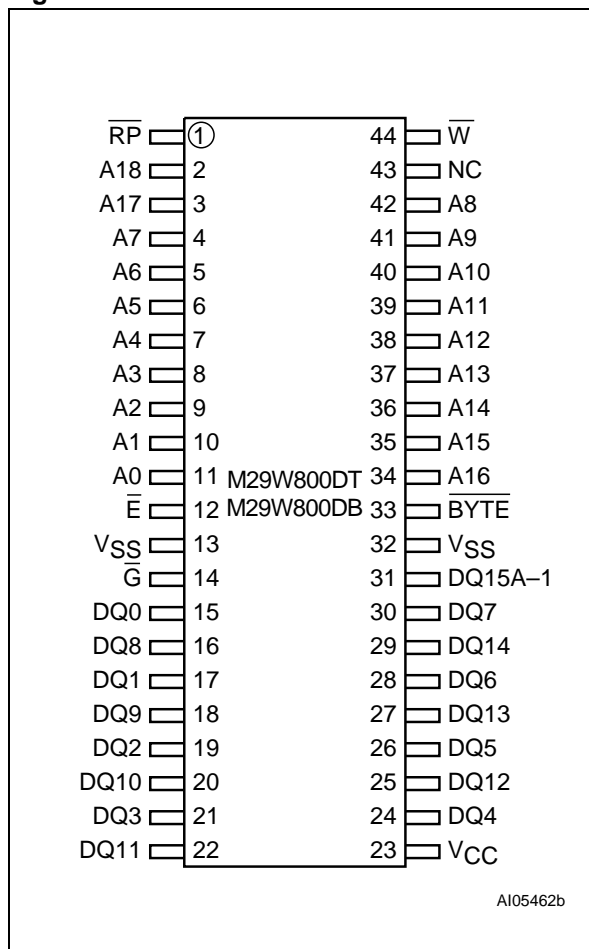 R̅P̅ 1 44 W̅
A18 2 43 NC
A17 3 42 A8
A7 4 41 A9
A6 5 40 A10
A5 6 39 A11
A4 7 38 A12
A3 8 37 A13
A2 9 36 A14
A1 10 35 A15
A0 11 M29W800DT 34 A16
E̅ 12 M29W800DB 33 B̅Y̅T̅E̅
VSS 13 32 VSS
G̅ 14 31 DQ15A–1
DQ0 15 30 DQ7
DQ8 16 29 DQ14
DQ1 17 28 DQ6
DQ9 18 27 DQ13
DQ2 19 26 DQ5
DQ10 20 25 DQ12
DQ3 21 24 DQ4
DQ11 22 23 VCC
AI05462b